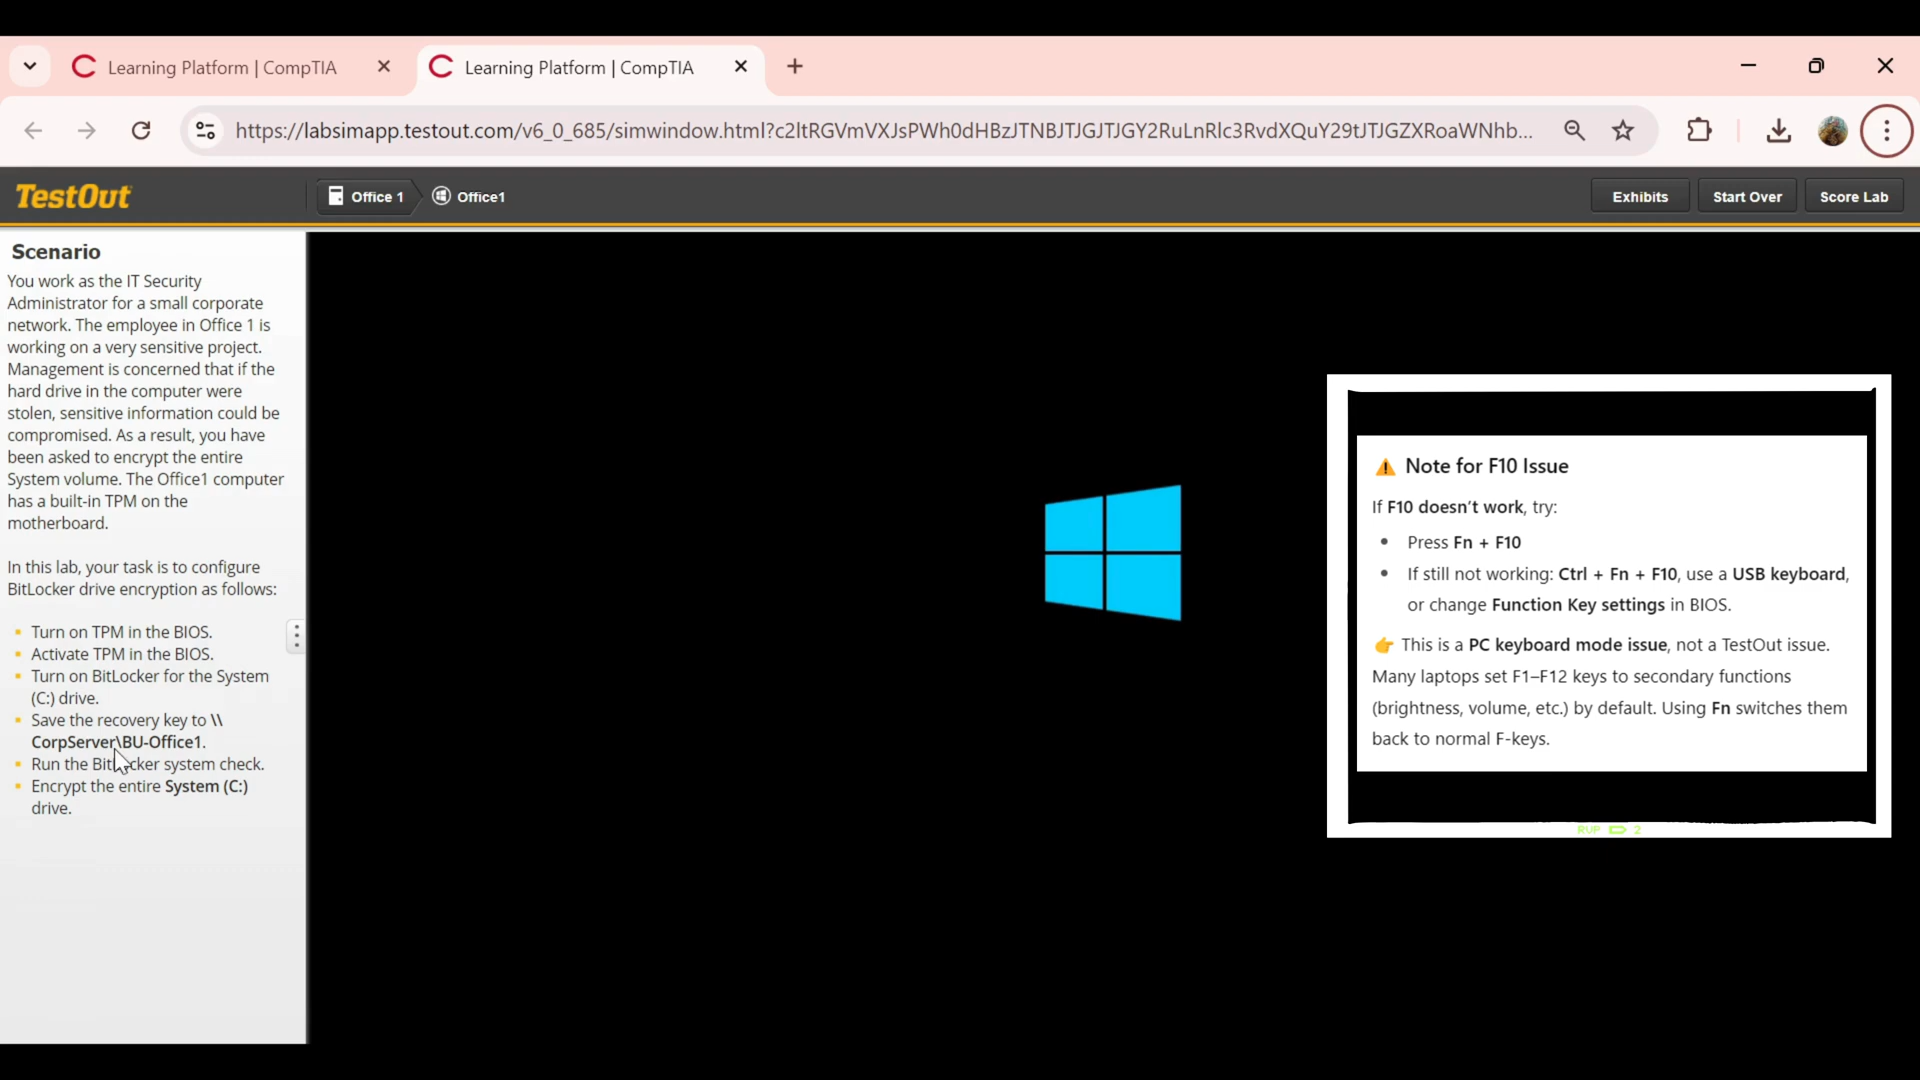 Learning Platform | CompTIA
Learning Platform | CompTIA
https://labsimapp.testout.com/v6_0_685/simwindow.html?c2ltRGVmVXJsPWh0dHBzJTNBJTJGJTJGY2RuLnRlc3RvdXQuY29tJTJGZXRoaWNhb...
TestOut
Office 1
Office1
Exhibits
Start Over
Score Lab
Scenario
You work as the IT Security
Administrator for a small corporate
network. The employee in Office 1 is
working on a very sensitive project.
Management is concerned that if the
hard drive in the computer were
stolen, sensitive information could be
compromised. As a result, you have
been asked to encrypt the entire
System volume. The Office1 computer
has a built-in TPM on the
motherboard.
In this lab, your task is to configure
BitLocker drive encryption as follows:
Turn on TPM in the BIOS.
Activate TPM in the BIOS.
Turn on BitLocker for the System
(C:) drive.
Save the recovery key to \\
CorpServer\BU-Office1.
Run the BitLocker system check.
Encrypt the entire System (C:)
drive.
⚠️ Note for F10 Issue
If F10 doesn't work, try:
Press Fn + F10
If still not working: Ctrl + Fn + F10, use a USB keyboard,
or change Function Key settings in BIOS.
👉 This is a PC keyboard mode issue, not a TestOut issue.
Many laptops set F1–F12 keys to secondary functions
(brightness, volume, etc.) by default. Using Fn switches them
back to normal F-keys.